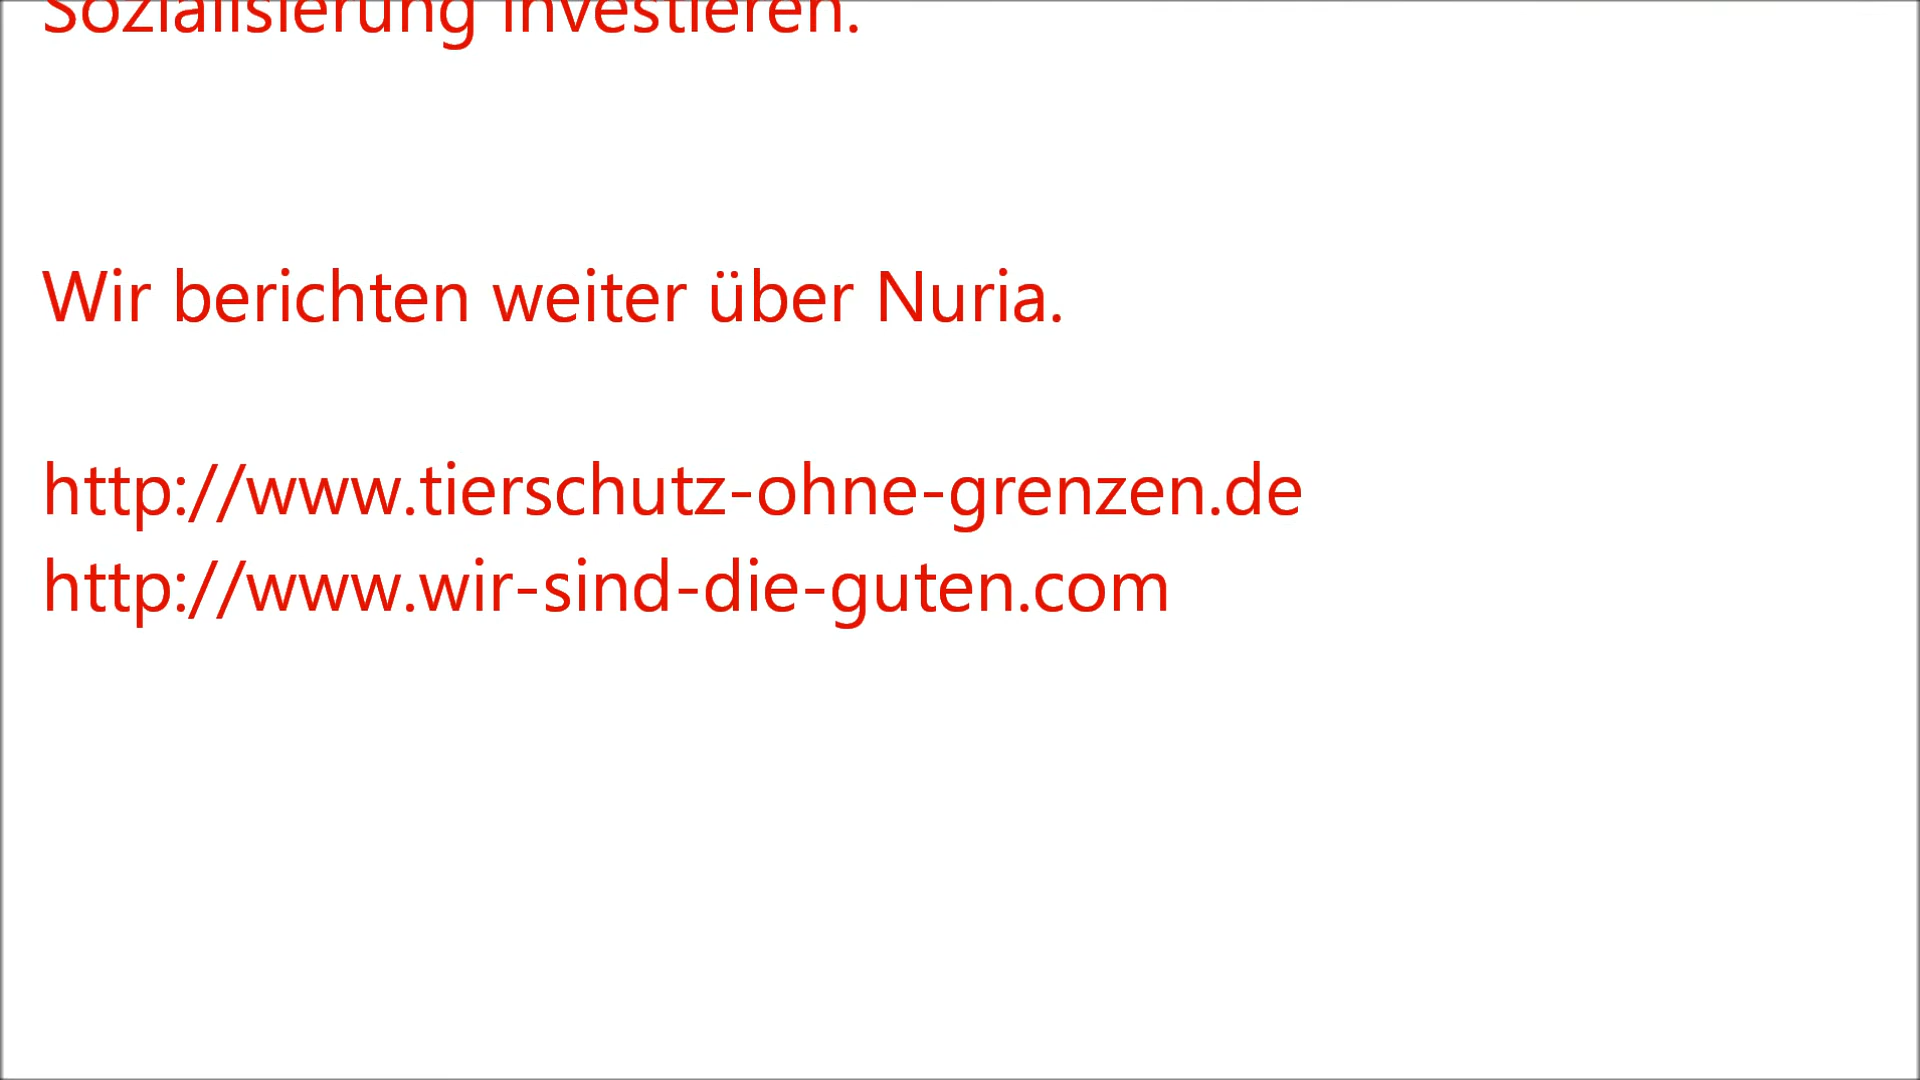 Sozialisierung investieren.
Wir berichten weiter über Nuria.
http://www.tierschutz-ohne-grenzen.de
http://www.wir-sind-die-guten.com